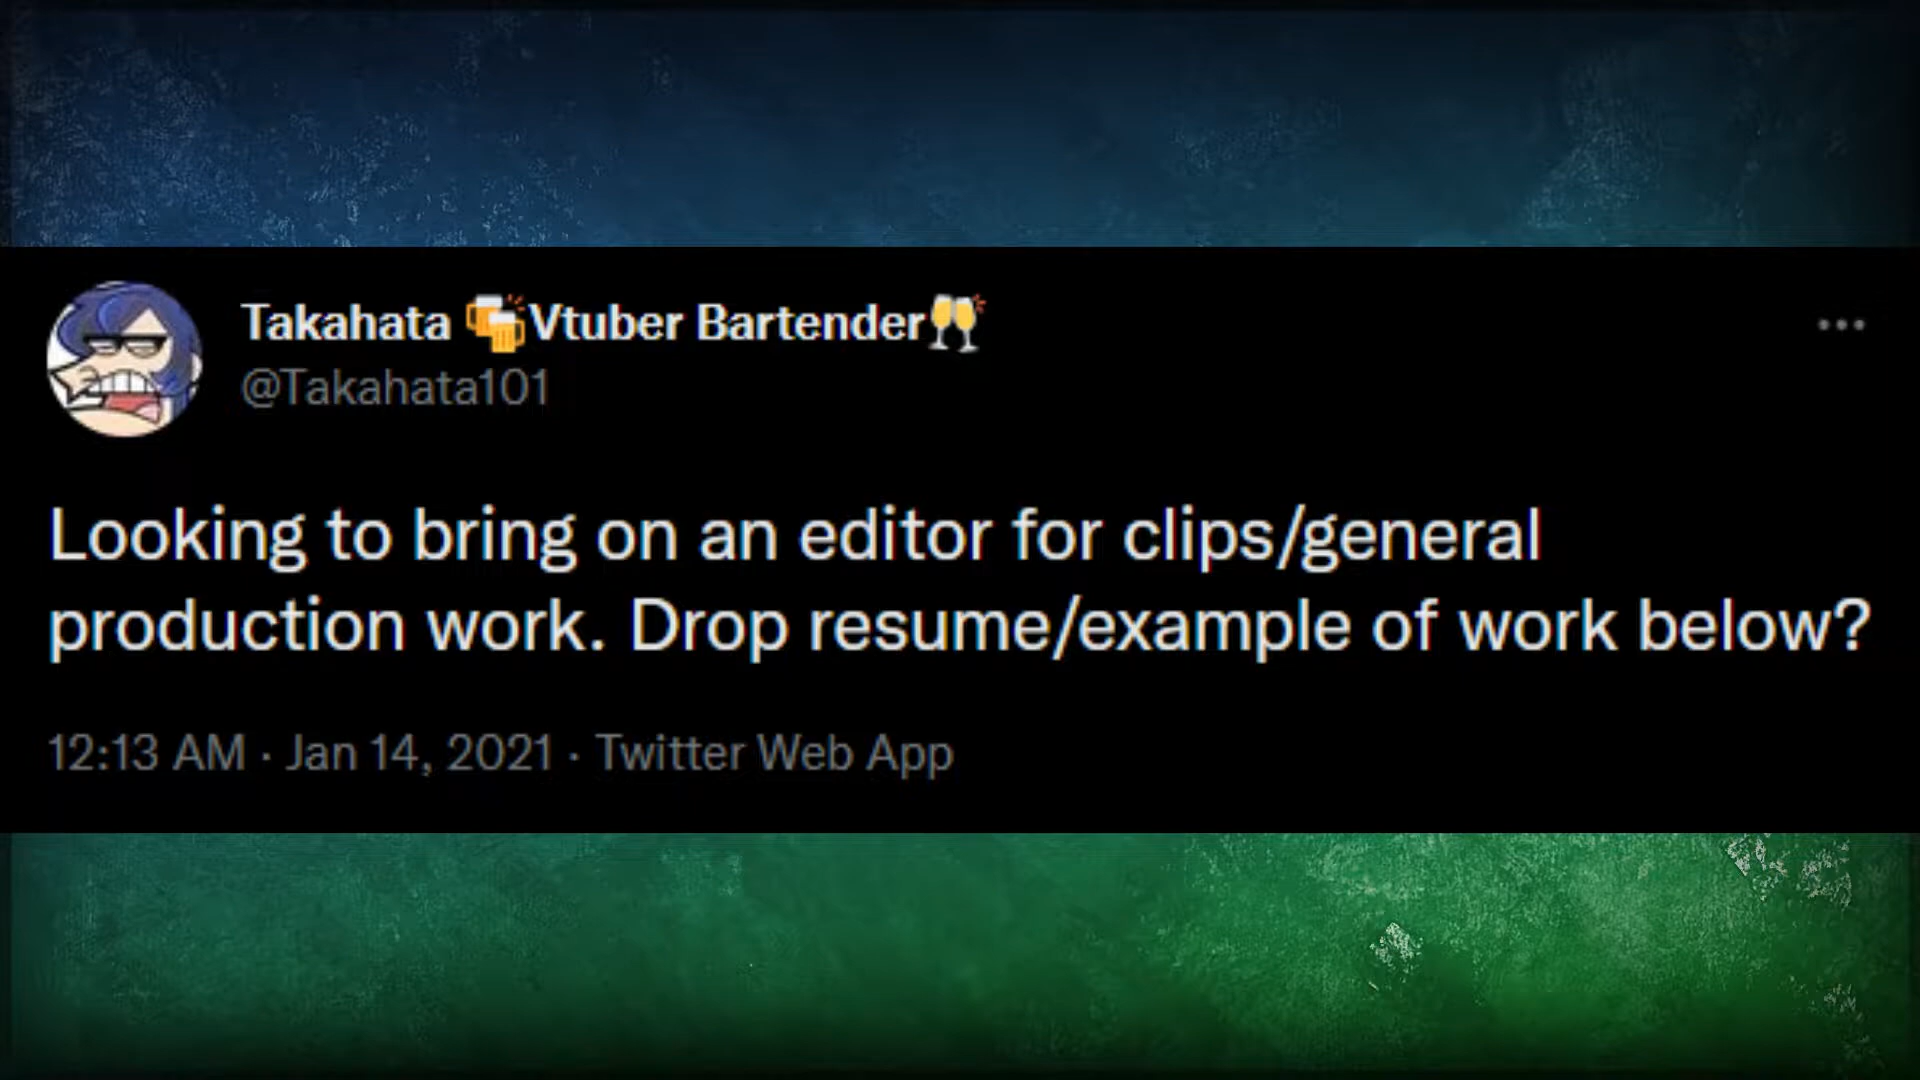 Takahata 🍻Vtuber Bartender🥂
@Takahata101
Looking to bring on an editor for clips/general
production work. Drop resume/example of work below?
12:13 AM · Jan 14, 2021 · Twitter Web App